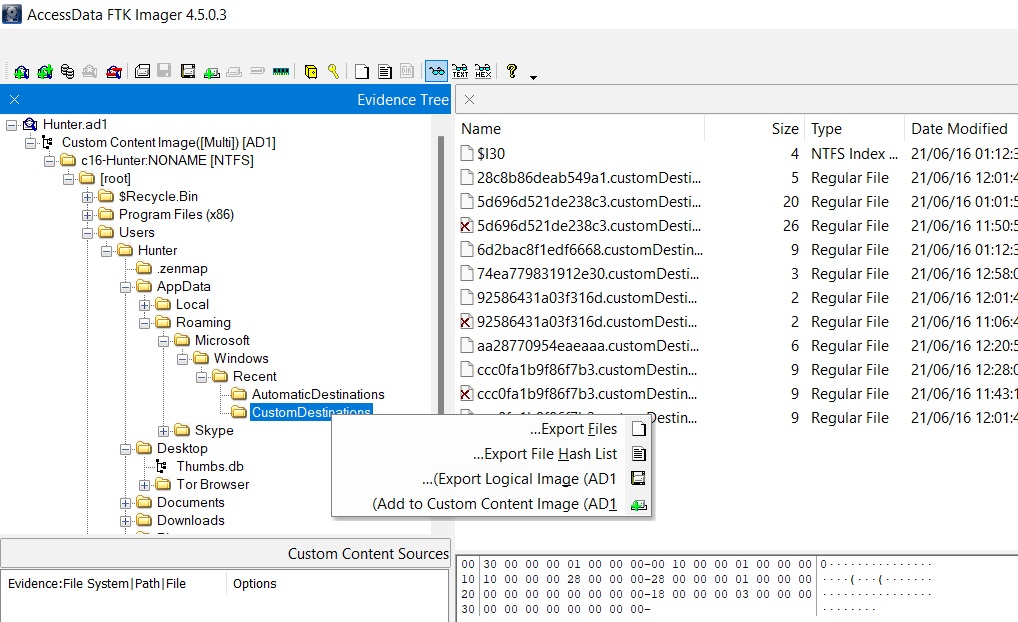 AccessData FTK Imager 4.5.0.3
Evidence Tree
Hunter.ad1
Custom Content Image([Multi]) [AD1]
c16-Hunter:NONAME [NTFS]
[root]
$Recycle.Bin
Program Files (x86)
Users
Hunter
.zenmap
AppData
Local
Roaming
Microsoft
Windows
Recent
AutomaticDestinations
CustomDestinations
Skype
Desktop
Thumbs.db
Tor Browser
Documents
Downloads
Name Size Type Date Modified
$I30 4 NTFS Index ... 21/06/16 01:12:3
28c8b86deab549a1.customDesti... 5 Regular File 21/06/16 12:01:4
5d696d521de238c3.customDesti... 20 Regular File 21/06/16 01:01:5
5d696d521de238c3.customDesti... 26 Regular File 21/06/16 11:50:5
6d2bac8f1edf6668.customDestin... 9 Regular File 21/06/16 01:12:3
74ea779831912e30.customDesti... 3 Regular File 21/06/16 12:58:0
92586431a03f316d.customDesti... 2 Regular File 21/06/16 12:01:4
92586431a03f316d.customDesti... 2 Regular File 21/06/16 11:06:4
aa28770954eaeaaa.customDesti... 6 Regular File 21/06/16 12:20:5
ccc0fa1b9f86f7b3.customDestin... 9 Regular File 21/06/16 12:28:0
ccc0fa1b9f86f7b3.customDestin... 9 Regular File 21/06/16 11:43:1
ccc0fa1b9f86f7b3.customDestin... 9 Regular File 21/06/16 12:01:4
...Export Files
...Export File Hash List
...(Export Logical Image (AD1
(Add to Custom Content Image (AD1
Custom Content Sources
Evidence:File System|Path|File Options
00 30 00 00 00 01 00 00 00-00 10 00 00 01 00 00 00 0···············
10 10 00 00 00 28 00 00 00-28 00 00 00 01 00 00 00 ····(···(·······
20 00 00 00 00 00 00 00 00-18 00 00 00 03 00 00 00 ················
30 00 00 00 00 00 00 00 00- ········